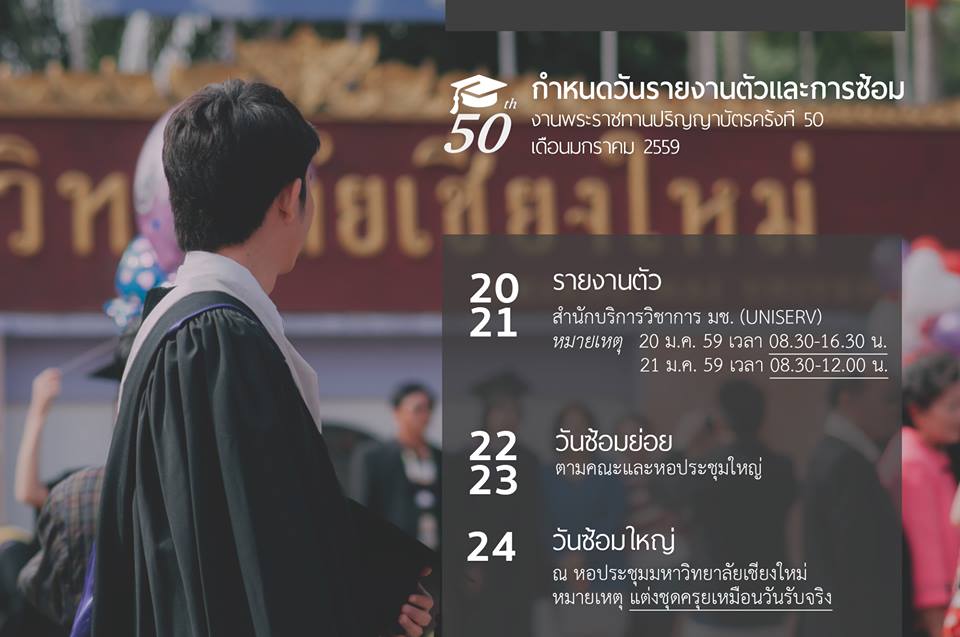 50th
กำหนดวันรายงานตัวและการซ้อม
งานพระราชทานปริญญาบัตรครั้งที่ 50
เดือนมกราคม 2559
วิท ัยเชียงใหม่
20
21
รายงานตัว
สำนักบริการวิชาการ มช. (UNISERV)
หมายเหตุ 20 ม.ค. 59 เวลา 08.30-16.30 น.
21 ม.ค. 59 เวลา 08.30-12.00 น.
22
23
วันซ้อมย่อย
ตามคณะและหอประชุมใหญ่
24
วันซ้อมใหญ่
ณ หอประชุมมหาวิทยาลัยเชียงใหม่
หมายเหตุ แต่งชุดครุยเหมือนวันรับจริง